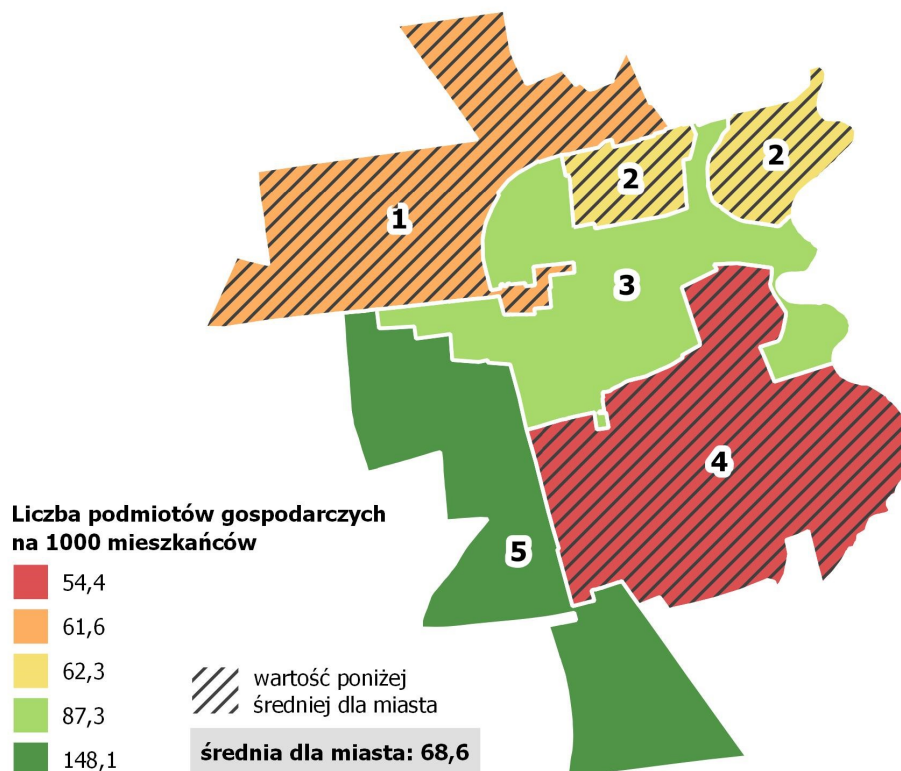 2
2
1
3
4
5
Liczba podmiotów gospodarczych
na 1000 mieszkańców
54,4
61,6
62,3
87,3
148,1
wartość poniżej
średniej dla miasta
średnia dla miasta: 68,6